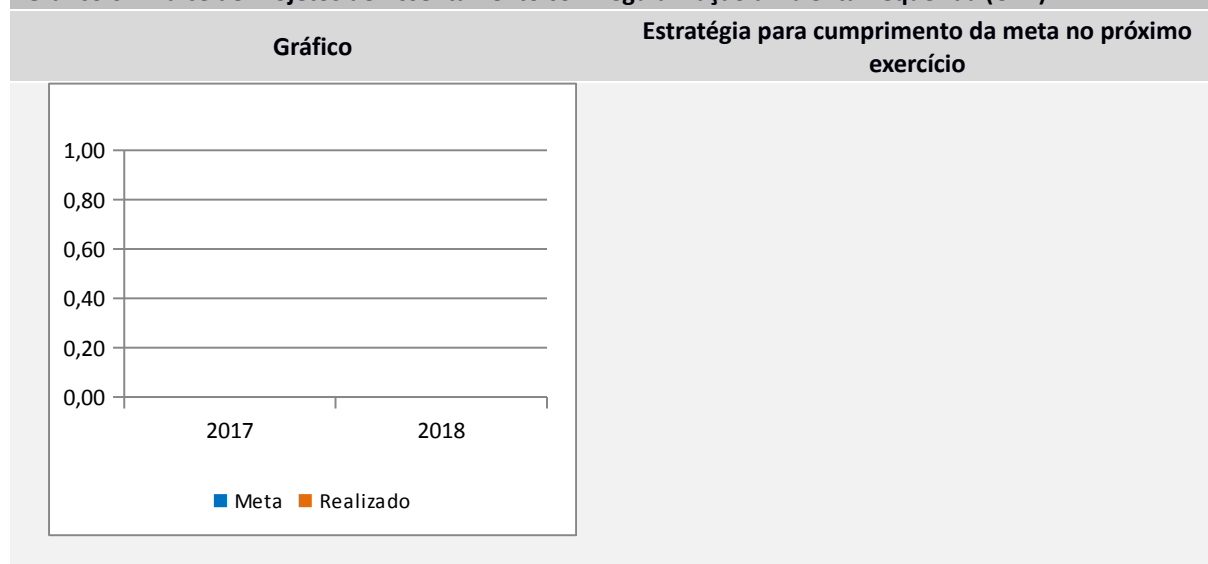 Gráfico
Estratégia para cumprimento da meta no próximo
exercício
1,00
0,80
0,60
0,40
0,20
0,00
2017
2018
Meta
Realizado